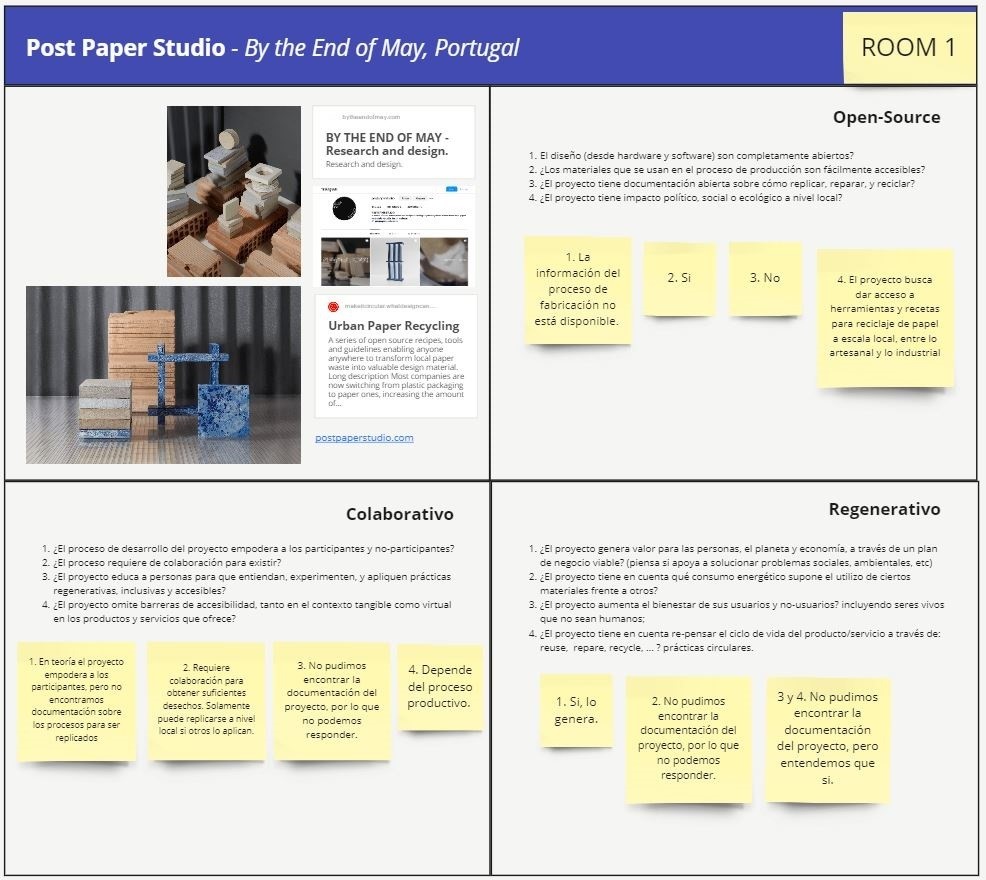 Post Paper Studio - By the End of May, Portugal
ROOM 1
bytheendofmay.com
BY THE END OF MAY -
Research and design.
Research and design.
Urban Paper Recycling
A series of open source recipes, tools
and guidelines enabling anyone
anywhere to transform local paper
waste into valuable design material.
Long description Most companies are
now switching from plastic packaging
to paper ones, increasing the amount
of...
postpaperstudio.com
Open-Source
1. El diseño (desde hardware y software) son completamente abiertos?
2. ¿Los materiales que se usan en el proceso de producción son fácilmente accesibles?
3. ¿El proyecto tiene documentación abierta sobre cómo replicar, reparar, y reciclar?
4. ¿El proyecto tiene impacto político, social o ecológico a nivel local?
1. La
información del
proceso de
fabricación no
está disponible.
2. Si
3. No
4. El proyecto busca
dar acceso a
herramientas y recetas
para reciclaje de papel
a escala local, entre lo
artesanal y lo industrial
Colaborativo
1. ¿El proceso de desarrollo del proyecto empodera a los participantes y no-participantes?
2. ¿El proceso requiere de colaboración para existir?
3. ¿El proyecto educa a personas para que entiendan, experimenten, y apliquen prácticas
regenerativas, inclusivas y accesibles?
4. ¿El proyecto omite barreras de accesibilidad, tanto en el contexto tangible como virtual
en los productos y servicios que ofrece?
1. En teoría el proyecto
empodera a los
participantes, pero no
encontramos
documentación sobre
los procesos para ser
replicados
2. Requiere
colaboración para
obtener suficientes
desechos. Solamente
puede replicarse a nivel
local si otros lo aplican.
3. No pudimos
encontrar la
documentación del
proyecto, por lo que
no podemos
responder.
4. Depende
del proceso
productivo.
Regenerativo
1. ¿El proyecto genera valor para las personas, el planeta y economía, a través de un plan
de negocio viable? (piensa si apoya a solucionar problemas sociales, ambientales, etc)
2. ¿El proyecto tiene en cuenta qué consumo energético supone el utilizo de ciertos
materiales frente a otros?
3. ¿El proyecto aumenta el bienestar de sus usuarios y no-usuarios? incluyendo seres vivos
que no sean humanos;
4. ¿El proyecto tiene en cuenta re-pensar el ciclo de vida del producto/servicio a través de:
reuse, repare, recycle, ... ? prácticas circulares.
1. Si, lo
genera.
2. No pudimos
encontrar la
documentación del
proyecto, por lo que
no podemos
responder.
3 y 4. No pudimos
encontrar la
documentación
del proyecto, pero
entendemos que
si.